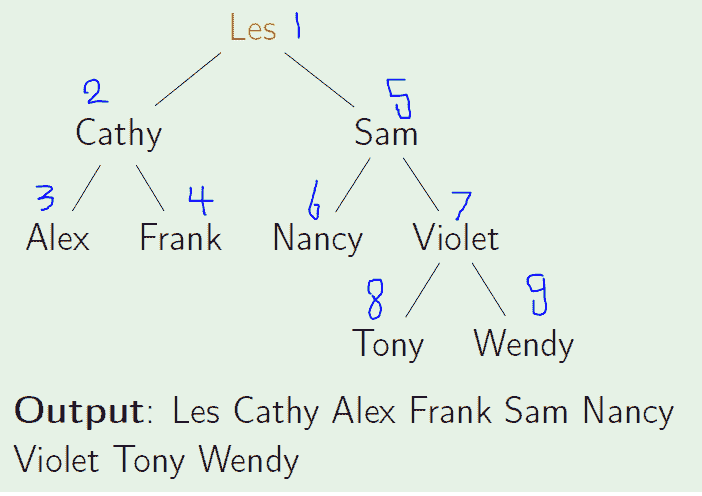 Les 1
2 5
Cathy Sam
3 4 6 7
Alex Frank Nancy Violet
8 9
Tony Wendy
Output: Les Cathy Alex Frank Sam Nancy
Violet Tony Wendy